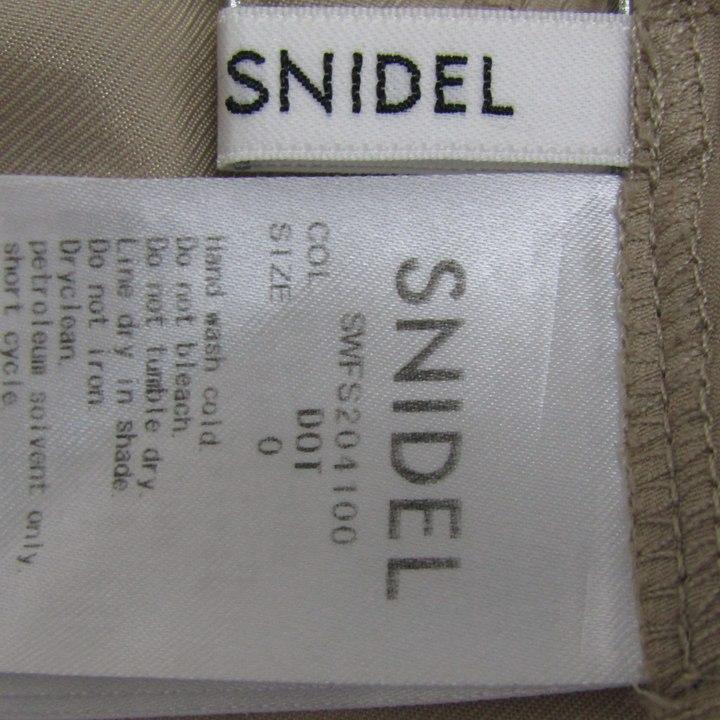 SNIDEL
SNIDEL
SWFS204100
COL DOT
SIZE 0
Hand wash cold
Do not bleach.
Do not tumble dry.
Line dry in shade.
Do not iron
Dryclean.
petroleum solvent only.
short cycle.